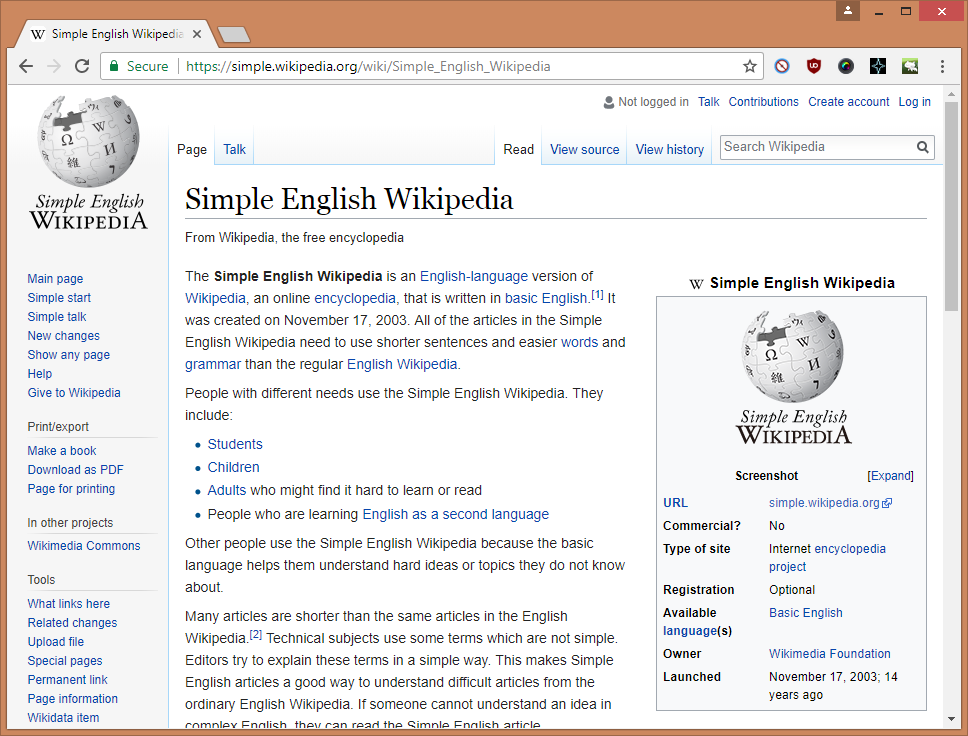 Simple English Wikipedia
Secure
https://simple.wikipedia.org/wiki/Simple_English_Wikipedia
Not logged in Talk Contributions Create account Log in
Page Talk Read View source View history Search Wikipedia
Simple English
WIKIPEDIA
Main page
Simple start
Simple talk
New changes
Show any page
Help
Give to Wikipedia
Print/export
Make a book
Download as PDF
Page for printing
In other projects
Wikimedia Commons
Tools
What links here
Related changes
Upload file
Special pages
Permanent link
Page information
Wikidata item
Simple English Wikipedia
From Wikipedia, the free encyclopedia
The Simple English Wikipedia is an English-language version of
Wikipedia, an online encyclopedia, that is written in basic English.[1] It
was created on November 17, 2003. All of the articles in the Simple
English Wikipedia need to use shorter sentences and easier words and
grammar than the regular English Wikipedia.
People with different needs use the Simple English Wikipedia. They
include:
• Students
• Children
• Adults who might find it hard to learn or read
• People who are learning English as a second language
Other people use the Simple English Wikipedia because the basic
language helps them understand hard ideas or topics they do not know
about.
Many articles are shorter than the same articles in the English
Wikipedia.[2] Technical subjects use some terms which are not simple.
Editors try to explain these terms in a simple way. This makes Simple
English articles a good way to understand difficult articles from the
ordinary English Wikipedia. If someone cannot understand an idea in
complex English, they can read the Simple English article.
W Simple English Wikipedia
Simple English
WIKIPEDIA
Screenshot [Expand]
URL simple.wikipedia.org
Commercial? No
Type of site Internet encyclopedia
project
Registration Optional
Available Basic English
language(s)
Owner Wikimedia Foundation
Launched November 17, 2003; 14
years ago